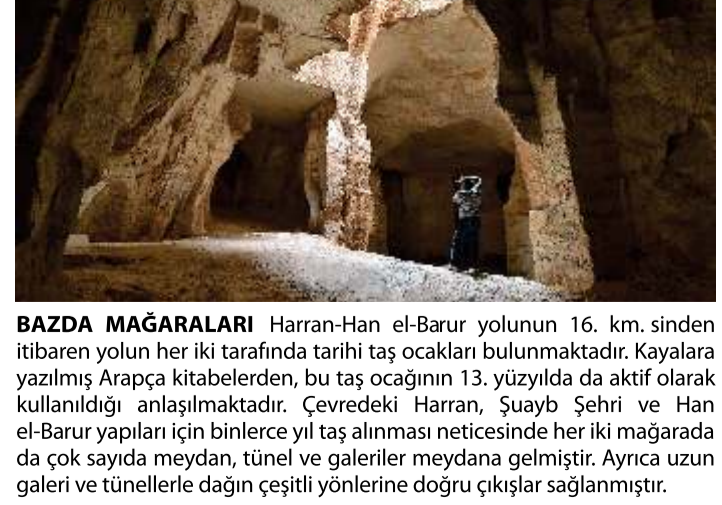 BAZDA MAĞARALARI Harran-Han el-Barur yolunun 16. km. sinden
itibaren yolun her iki tarafında tarihi taş ocakları bulunmaktadır. Kayalara
yazılmış Arapça kitabelerden, bu taş ocağının 13. yüzyılda da aktif olarak
kullanıldığı anlaşılmaktadır. Çevredeki Harran, Şuayb Şehri ve Han
el-Barur yapıları için binlerce yıl taş alınması neticesinde her iki mağarada
da çok sayıda meydan, tünel ve galeriler meydana gelmiştir. Ayrıca uzun
galeri ve tünellerle dağın çeşitli yönlerine doğru çıkışlar sağlanmıştır.